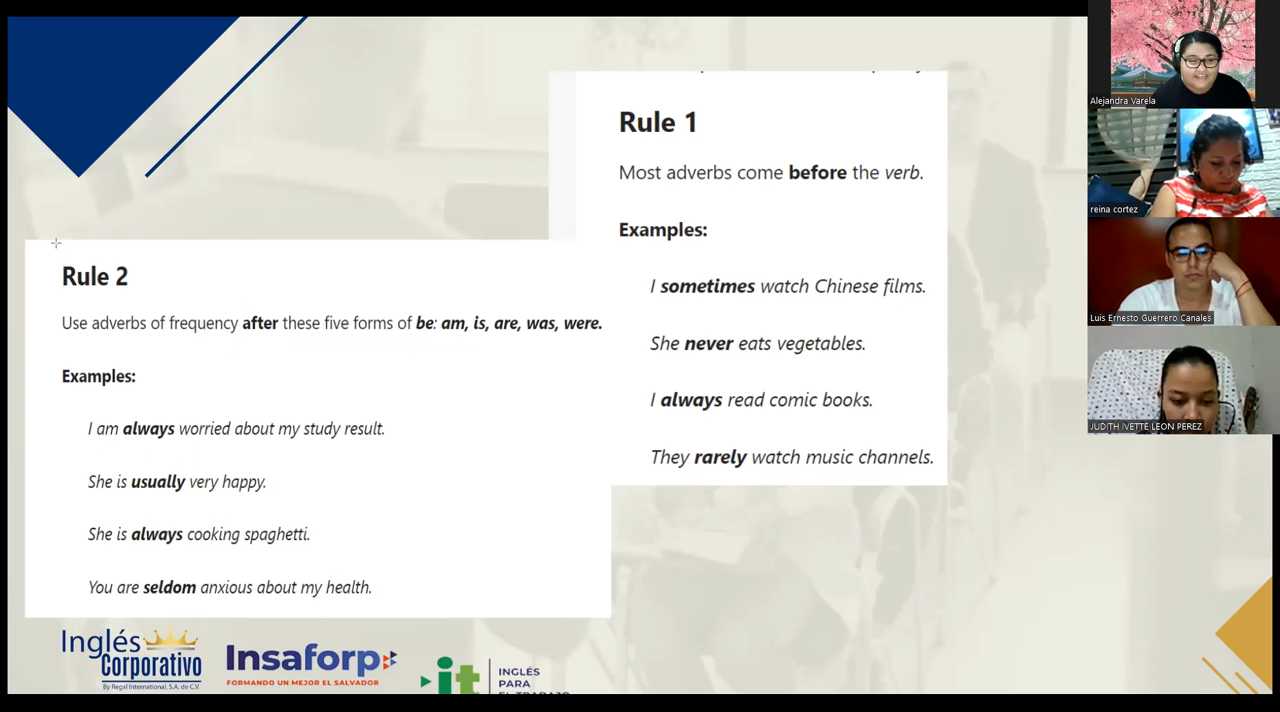 Rule 1
Most adverbs come before the verb.
Examples:
I sometimes watch Chinese films.
She never eats vegetables.
I always read comic books.
They rarely watch music channels.
Rule 2
Use adverbs of frequency after these five forms of be: am, is, are, was, were.
Examples:
I am always worried about my study result.
She is usually very happy.
She is always cooking spaghetti.
You are seldom anxious about my health.
Inglés
Corporativo
By Regal International, S.A. de C.V.
Insaforp
FORMANDO UN MEJOR EL SALVADOR
it
INGLÉS
PARA
EL TRABAJO
Alejandra Varela
reina cortez
Luis Ernesto Guerrero Canales
JUDITH IVETTE LEON PEREZ